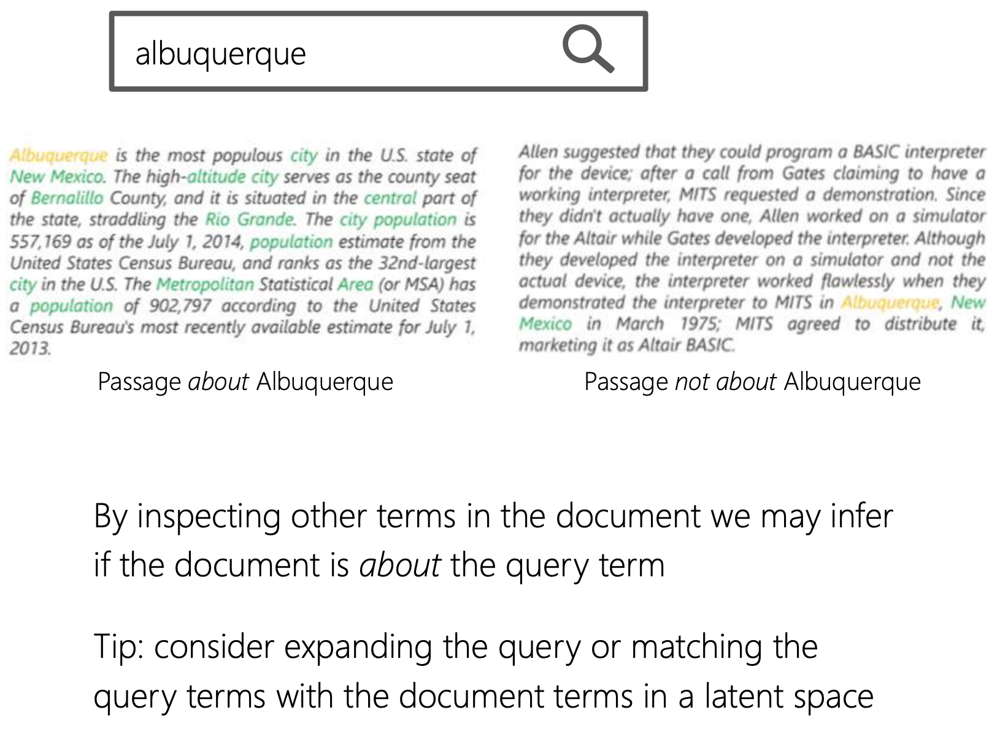 albuquerque
Albuquerque is the most populous city in the U.S. state of
New Mexico. The high-altitude city serves as the county seat
of Bernalillo County, and it is situated in the central part of
the state, straddling the Rio Grande. The city population is
557,169 as of the July 1, 2014, population estimate from the
United States Census Bureau, and ranks as the 32nd-largest
city in the U.S. The Metropolitan Statistical Area (or MSA) has
a population of 902,797 according to the United States
Census Bureau's most recently available estimate for July 1,
2013.
Passage about Albuquerque
Allen suggested that they could program a BASIC interpreter
for the device; after a call from Gates claiming to have a
working interpreter, MITS requested a demonstration. Since
they didn't actually have one, Allen worked on a simulator
for the Altair while Gates developed the interpreter. Although
they developed the interpreter on a simulator and not the
actual device, the interpreter worked flawlessly when they
demonstrated the interpreter to MITS in Albuquerque, New
Mexico in March 1975; MITS agreed to distribute it,
marketing it as Altair BASIC.
Passage not about Albuquerque
By inspecting other terms in the document we may infer
if the document is about the query term
Tip: consider expanding the query or matching the
query terms with the document terms in a latent space